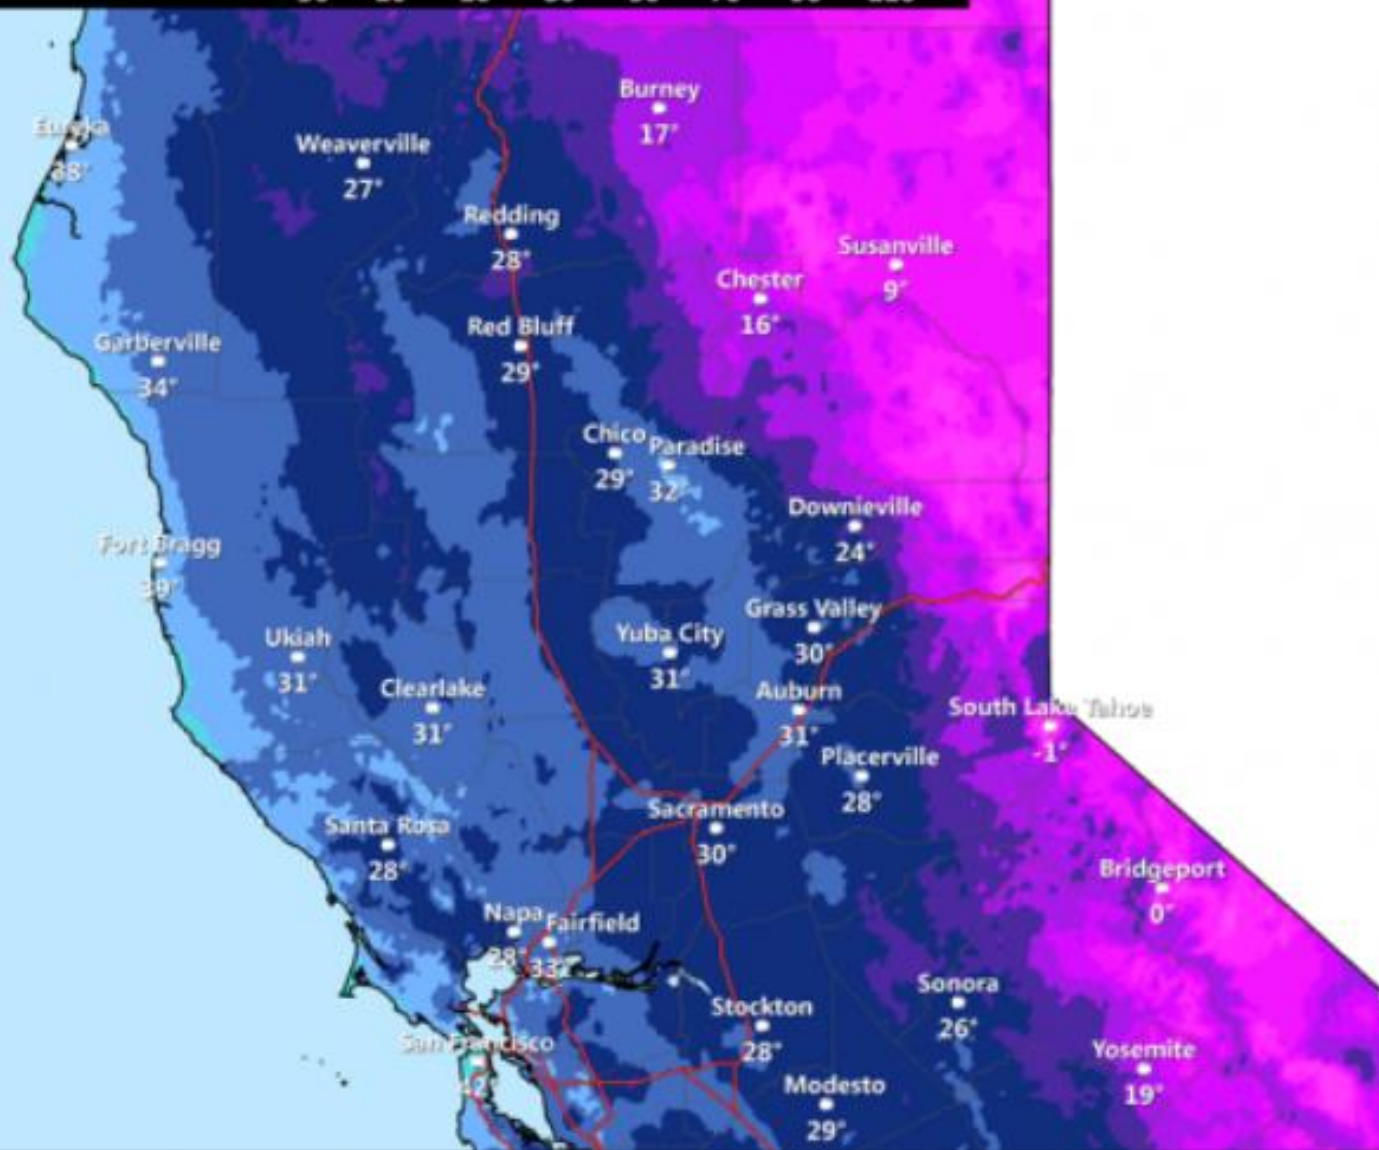 Burney
17°
Eureka
38°
Weaverville
27°
Redding
28°
Susanville
9°
Chester
16°
Red Bluff
29°
Garberville
34°
Chico
29°
Paradise
32°
Downieville
24°
Fort Bragg
39°
Grass Valley
30°
Yuba City
31°
Ukiah
31°
Clearlake
31°
Auburn
31°
South Lake Tahoe
-1°
Placerville
28°
Sacramento
30°
Santa Rosa
28°
Bridgeport
0°
Napa
28°
Fairfield
33°
Sonora
26°
Stockton
28°
San Francisco
42°
Yosemite
19°
Modesto
29°